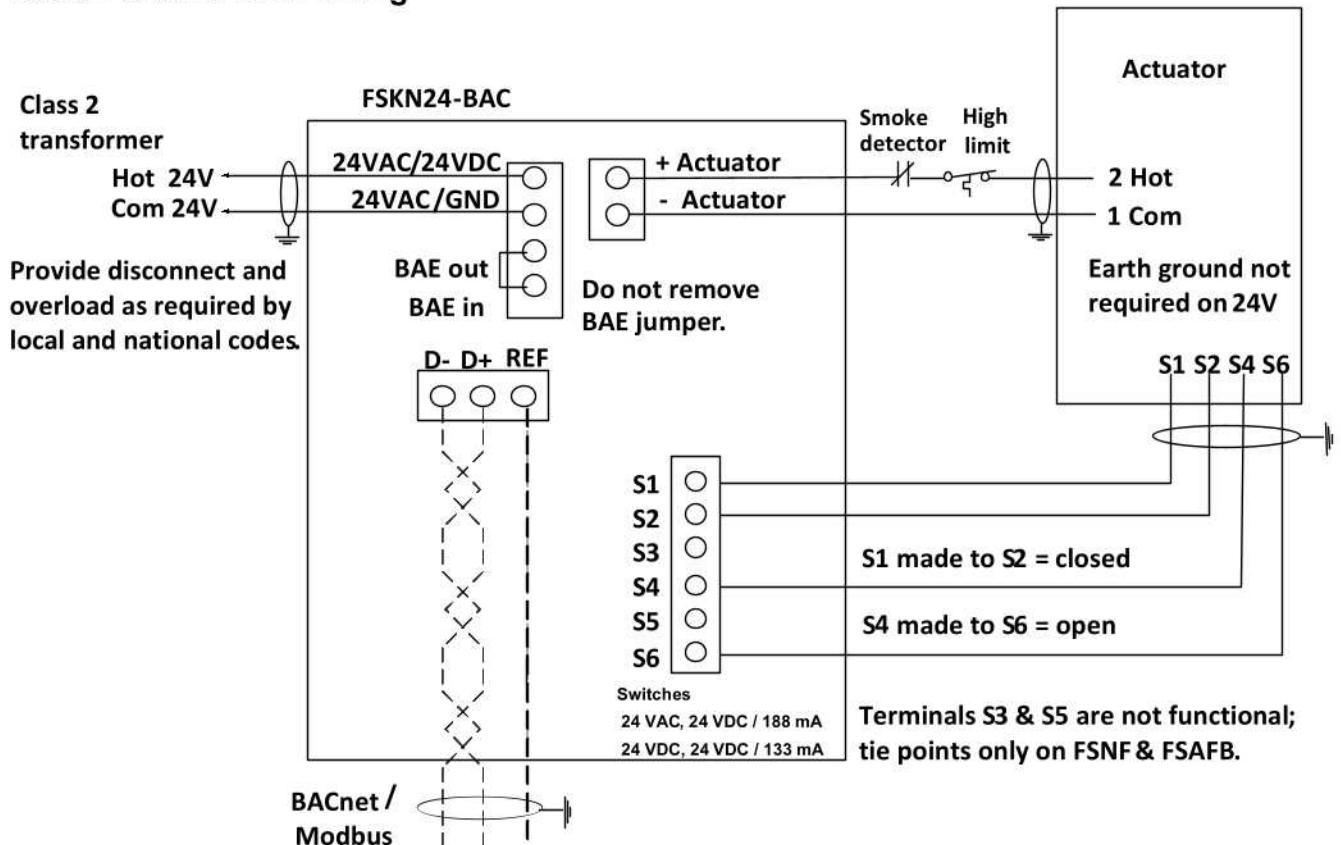 Actuator
Class 2
transformer
FSKN24-BAC
Smoke
detector
High
limit
Hot 24V
Com 24V
24VAC/24VDC
24VAC/GND
+ Actuator
- Actuator
2 Hot
1 Com
BAE out
BAE in
Do not remove
BAE jumper.
Earth ground not
required on 24V
Provide disconnect and
overload as required by
local and national codes.
D- D+ REF
S1 S2 S4 S6
S1
S2
S3
S4
S5
S6
S1 made to S2 = closed
S4 made to S6 = open
Switches
24 VAC, 24 VDC / 188 mA
24 VDC, 24 VDC / 133 mA
Terminals S3 & S5 are not functional;
tie points only on FSNF & FSAFB.
BACnet /
Modbus